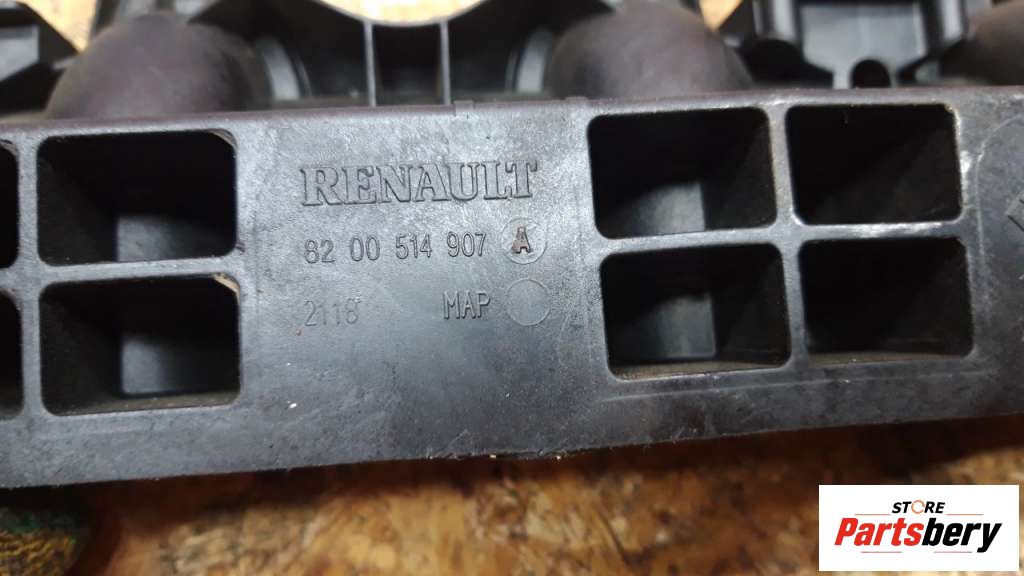 RENAULT
82 00 514 907 A
2118 MAP
STORE
Partsbery